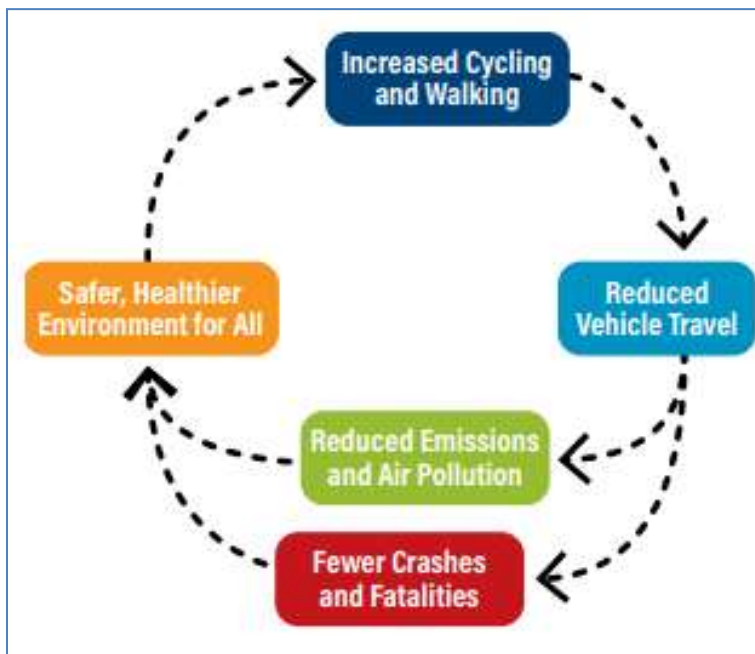 Increased Cycling
and Walking
Safer, Healthier
Environment for All
Reduced
Vehicle Travel
Reduced Emissions
and Air Pollution
Fewer Crashes
and Fatalities